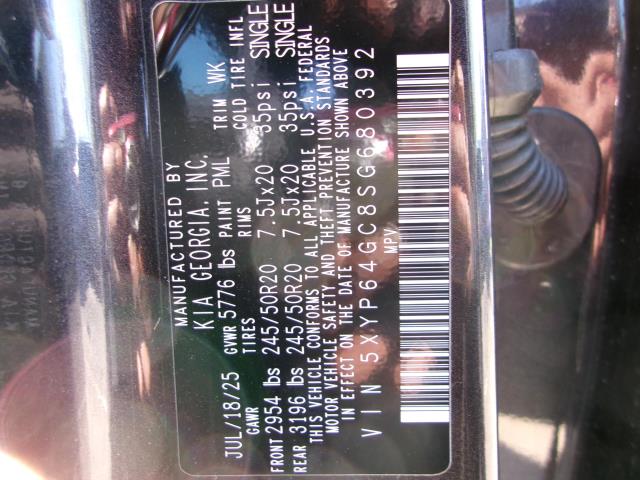 MANUFACTURED BY
KIA GEORGIA, INC.
JUL/18/25 GVWR 5776 lbs PAINT PML TRIM WK
GAWR TIRES RIMS COLD TIRE INFL
FRONT 2954 lbs 245/50R20 7.5Jx20 35psi SINGLE
REAR 3196 lbs 245/50R20 7.5Jx20 35psi SINGLE
THIS VEHICLE CONFORMS TO ALL APPLICABLE U.S.A. FEDERAL
MOTOR VEHICLE SAFETY AND THEFT PREVENTION STANDARDS
IN EFFECT ON THE DATE OF MANUFACTURE SHOWN ABOVE
VIN 5XYP64GC8SG680392
MPV